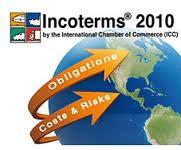 Incoterms® 2010
by the International Chamber of Commerce (ICC)
Obligations
Costs & Risks